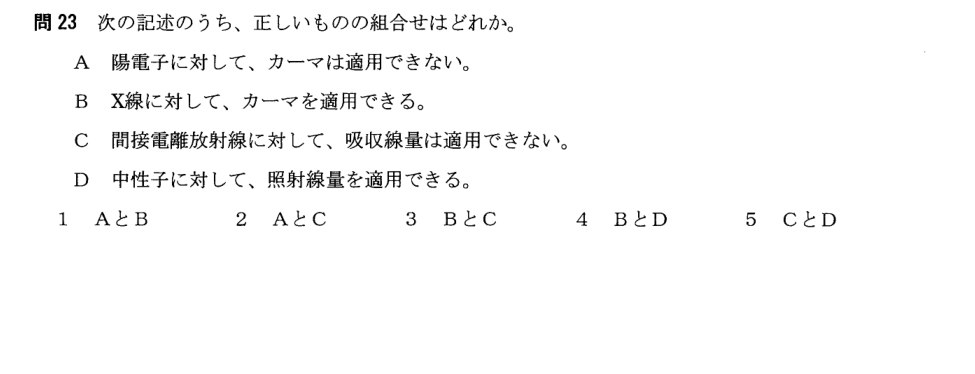 問23 次の記述のうち、正しいものの組合せはどれか。
A 陽電子に対して、カーマは適用できない。
B X線に対して、カーマを適用できる。
C 間接電離放射線に対して、吸収線量は適用できない。
D 中性子に対して、照射線量を適用できる。
1 AとB 2 AとC 3 BとC 4 BとD 5 CとD